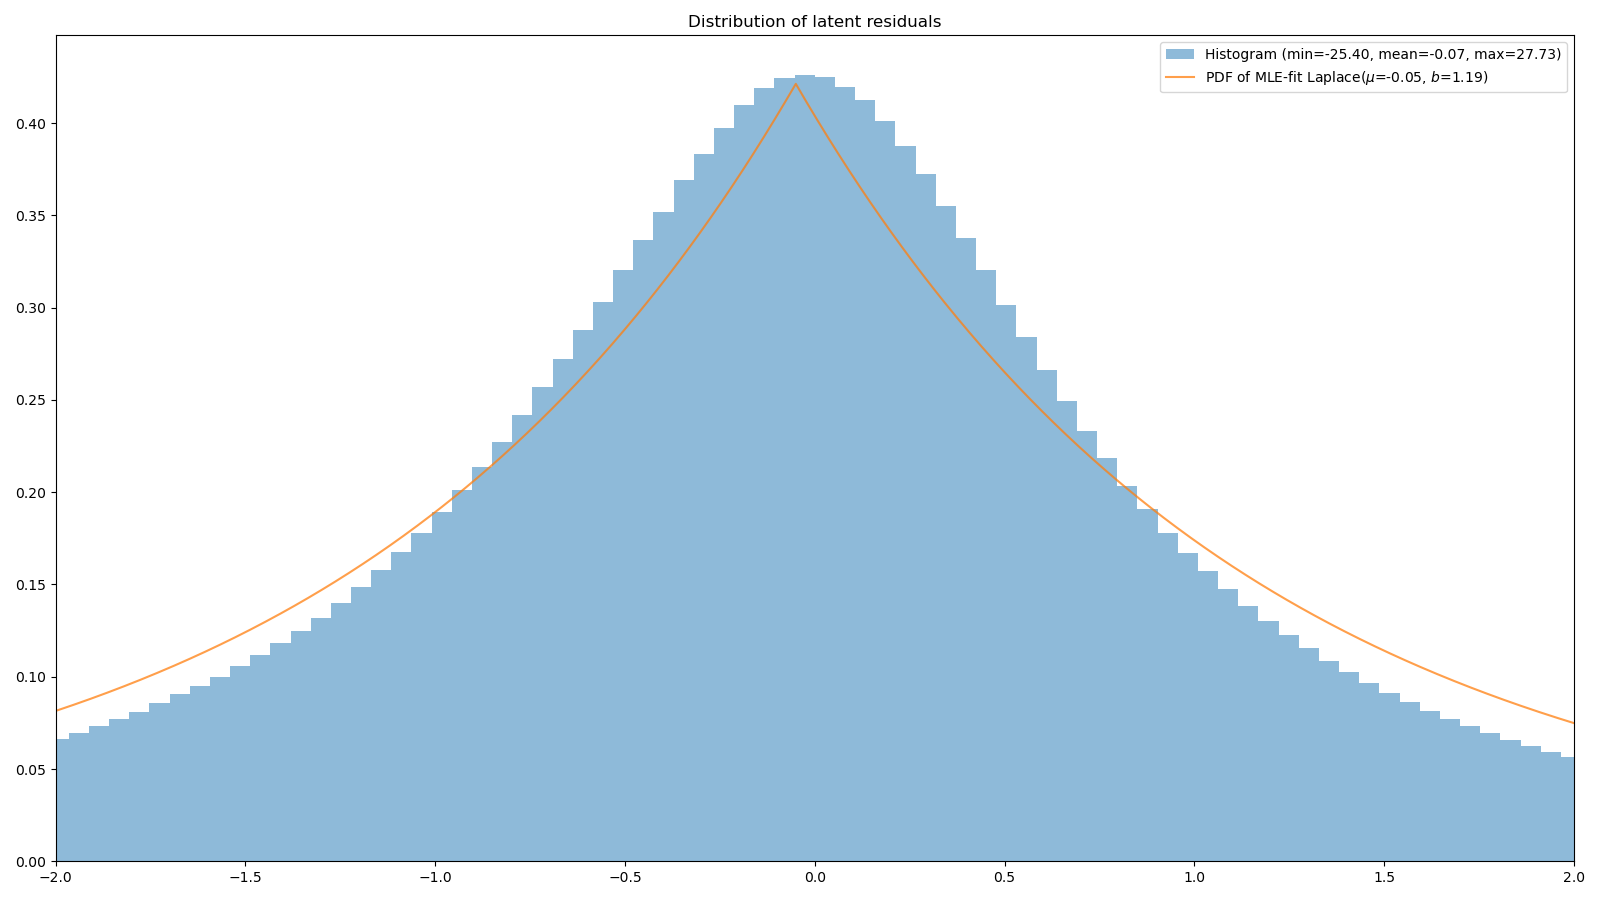 Distribution of latent residuals
Histogram (min=-25.40, mean=-0.07, max=27.73)
PDF of MLE-fit Laplace(μ=-0.05, b=1.19)
0.40
0.35
0.30
0.25
0.20
0.15
0.10
0.05
0.00
−2.0 −1.5 −1.0 −0.5 0.0 0.5 1.0 1.5 2.0